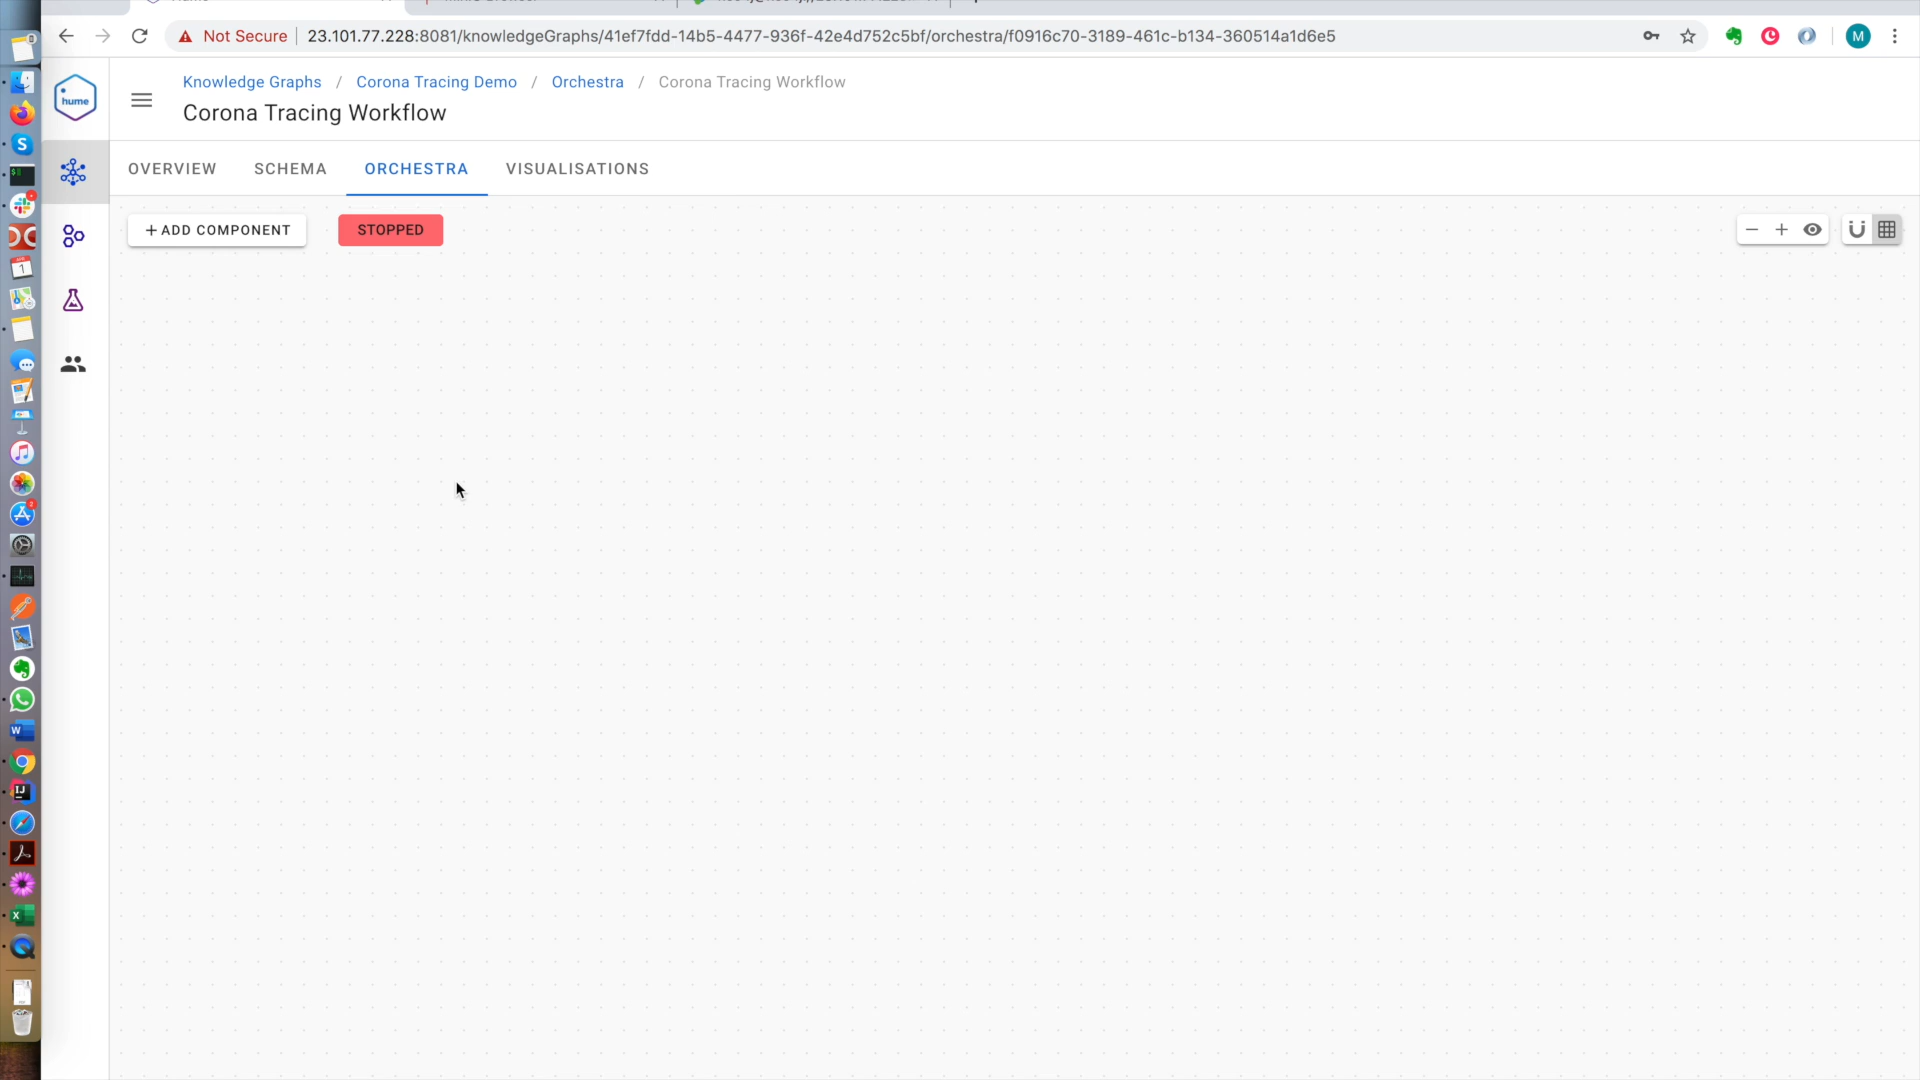 Not Secure
23.101.77.228:8081/knowledgeGraphs/41ef7fdd-14b5-4477-936f-42e4d752c5bf/orchestra/f0916c70-3189-461c-b134-360514a1d6e5
M
hume
Knowledge Graphs / Corona Tracing Demo / Orchestra / Corona Tracing Workflow
Corona Tracing Workflow
OVERVIEW SCHEMA ORCHESTRA VISUALISATIONS
+ ADD COMPONENT
STOPPED